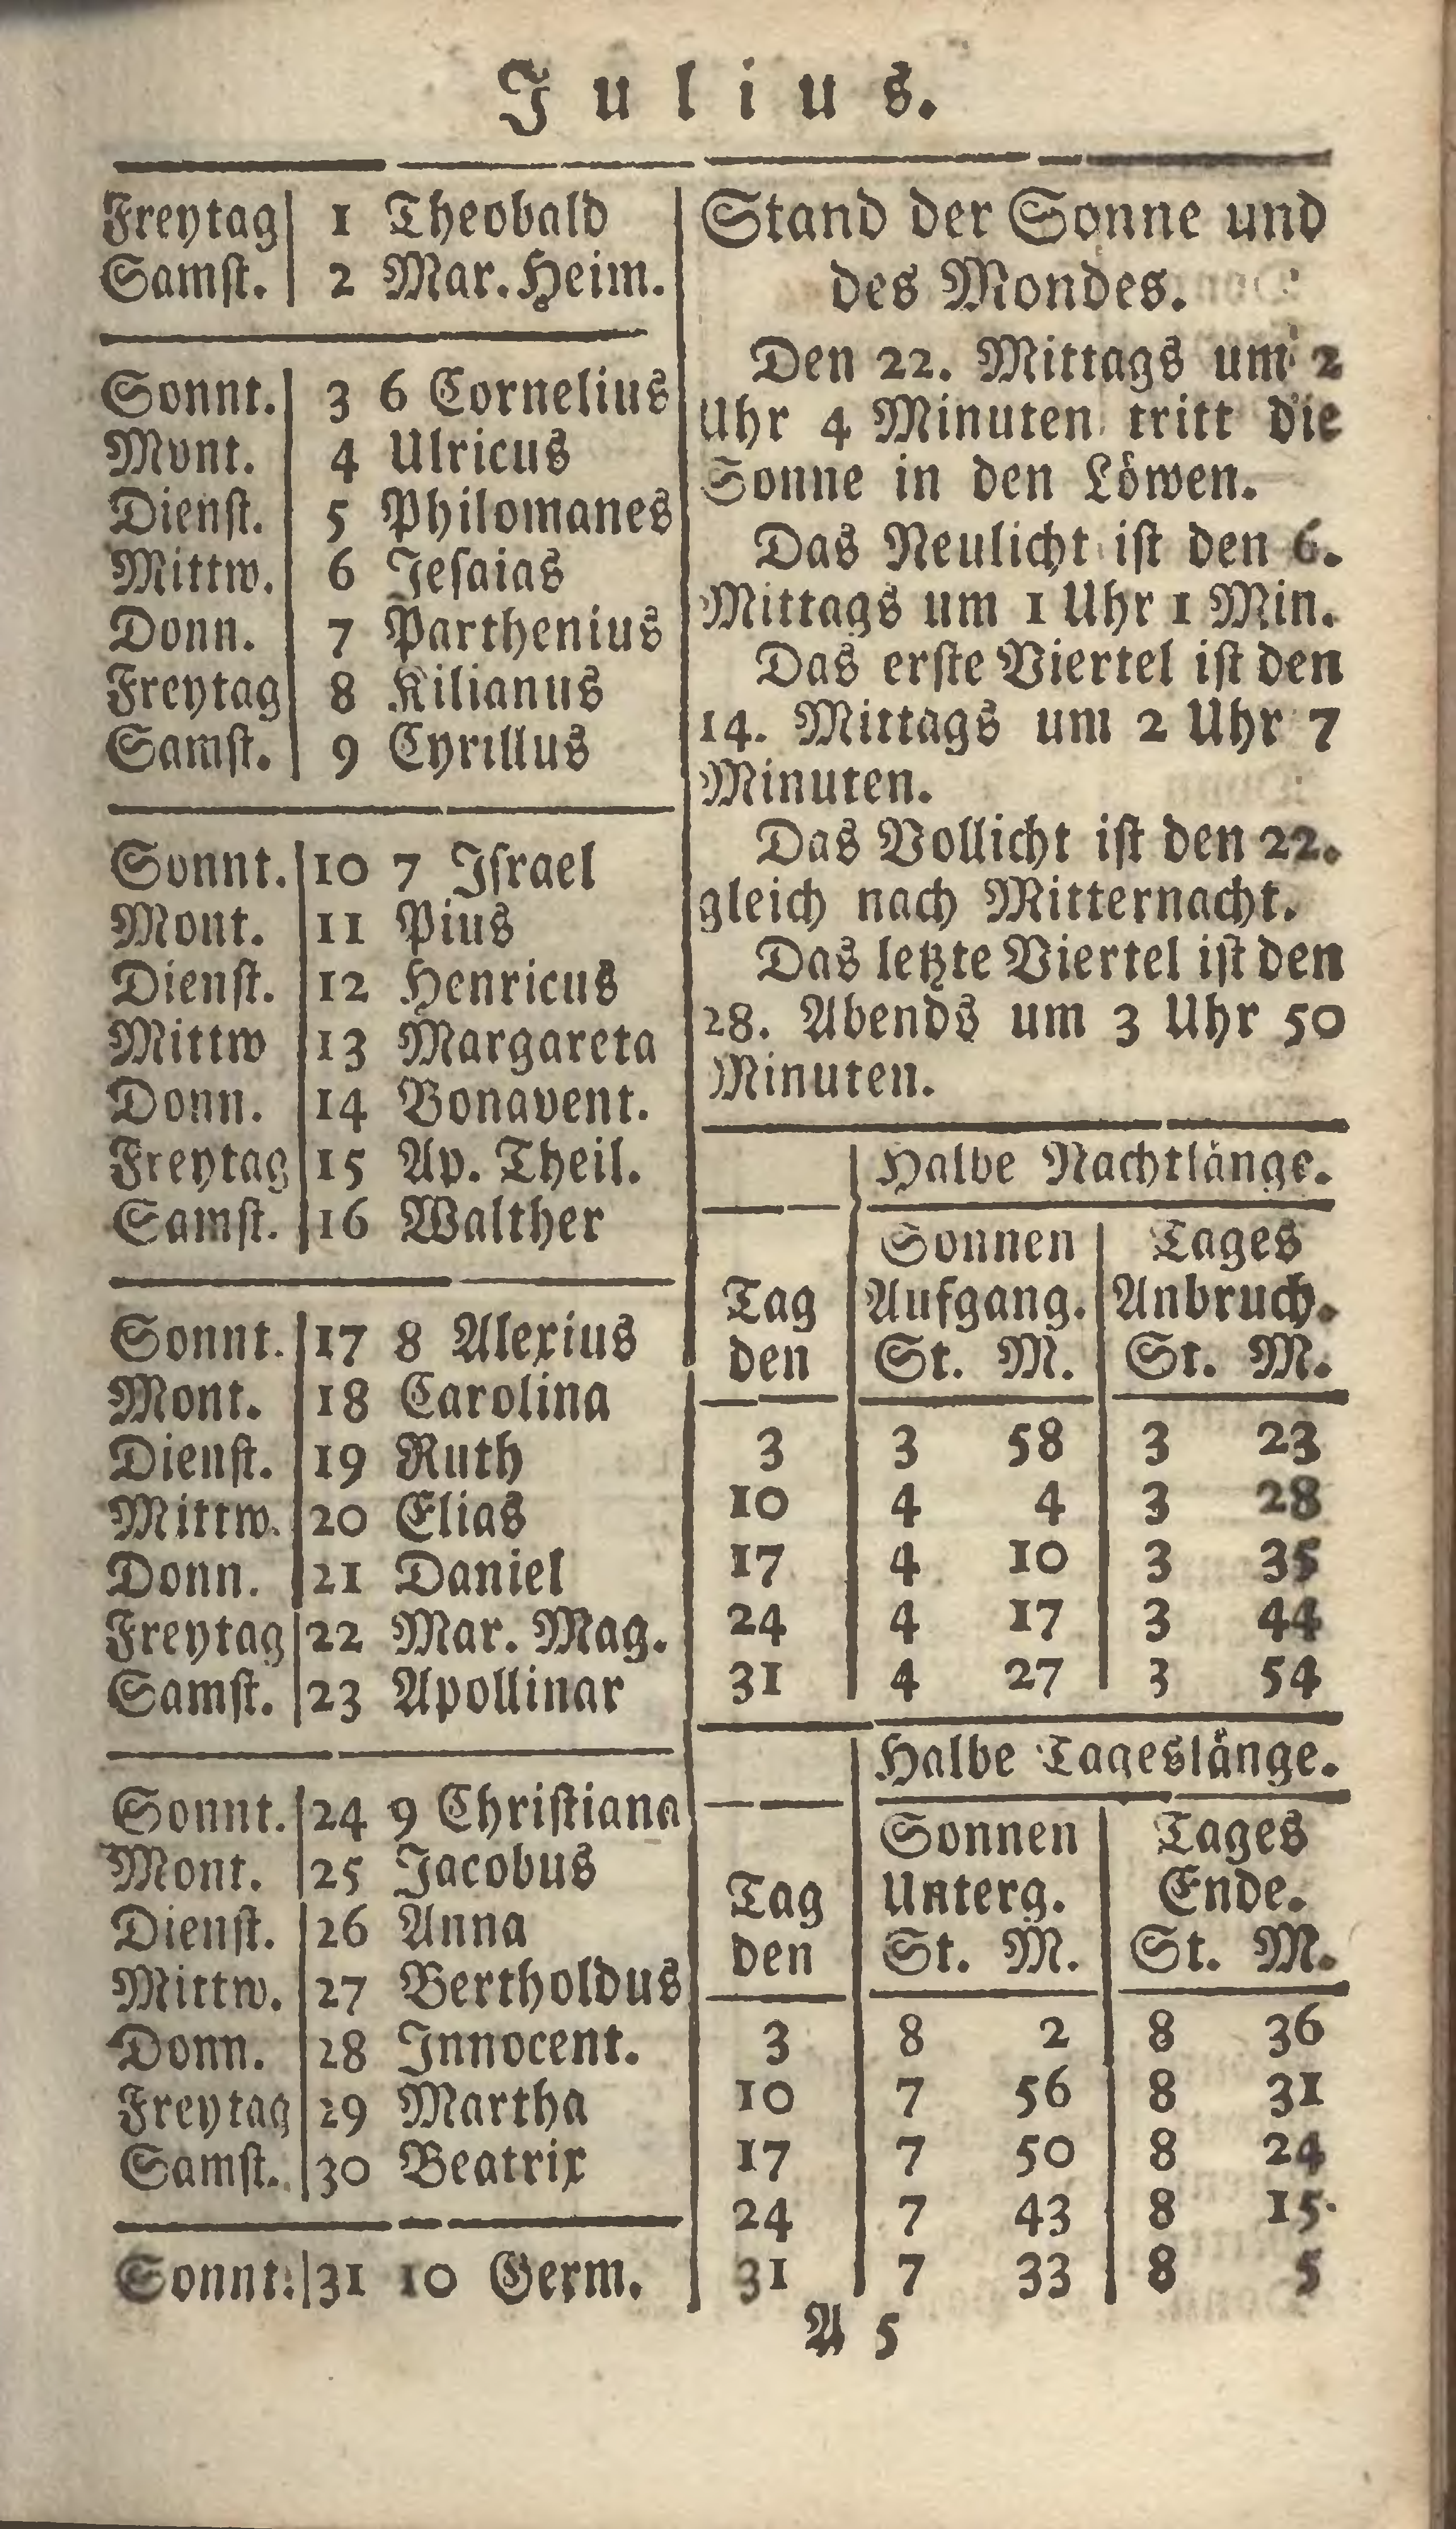 Julius.
Freytag 1 Theobald
Samſt. 2 Mar. Heim.
Sonnt. 3 6 Cornelius
Mont. 4 Ulricus
Dienſt. 5 Philomanes
Mittw. 6 Jeſaias
Donn. 7 Parthenius
Freytag 8 Kilianus
Samſt. 9 Cyrillus
Sonnt. 10 7 Iſrael
Mont. 11 Pius
Dienſt. 12 Henricus
Mittw 13 Margareta
Donn. 14 Bonavent.
Freytag 15 Ap. Theil.
Samſt. 16 Walther
Sonnt. 17 8 Alexius
Mont. 18 Carolina
Dienſt. 19 Ruth
Mittw. 20 Elias
Donn. 21 Daniel
Freytag 22 Mar. Mag.
Samſt. 23 Apollinar
Sonnt. 24 9 Chriſtiana
Mont. 25 Jacobus
Dienſt. 26 Anna
Mittw. 27 Bertholdus
Donn. 28 Innocent.
Freytag 29 Martha
Samſt. 30 Beatrix
Sonnt. 31 10 Germ.
Stand der Sonne und
des Mondes.
Den 22. Mittags um 2
Uhr 4 Minuten tritt die
Sonne in den Löwen.
Das Neulicht iſt den 6.
Mittags um 1 Uhr 1 Min.
Das erſte Viertel iſt den
14. Mittags um 2 Uhr 7
Minuten.
Das Vollicht iſt den 22.
gleich nach Mitternacht.
Das letzte Viertel iſt den
28. Abends um 3 Uhr 50
Minuten.
Halbe Nachtlänge.
Sonnen Tages
Tag Aufgang. Anbruch.
den St. M. St. M.
3 3 58 3 23
10 4 4 3 28
17 4 10 3 35
24 4 17 3 44
31 4 27 3 54
Halbe Tageslänge.
Sonnen Tages
Tag Unterg. Ende.
den St. M. St. M.
3 8 2 8 36
10 7 56 8 31
17 7 50 8 24
24 7 43 8 15
31 7 33 8 5
A 5